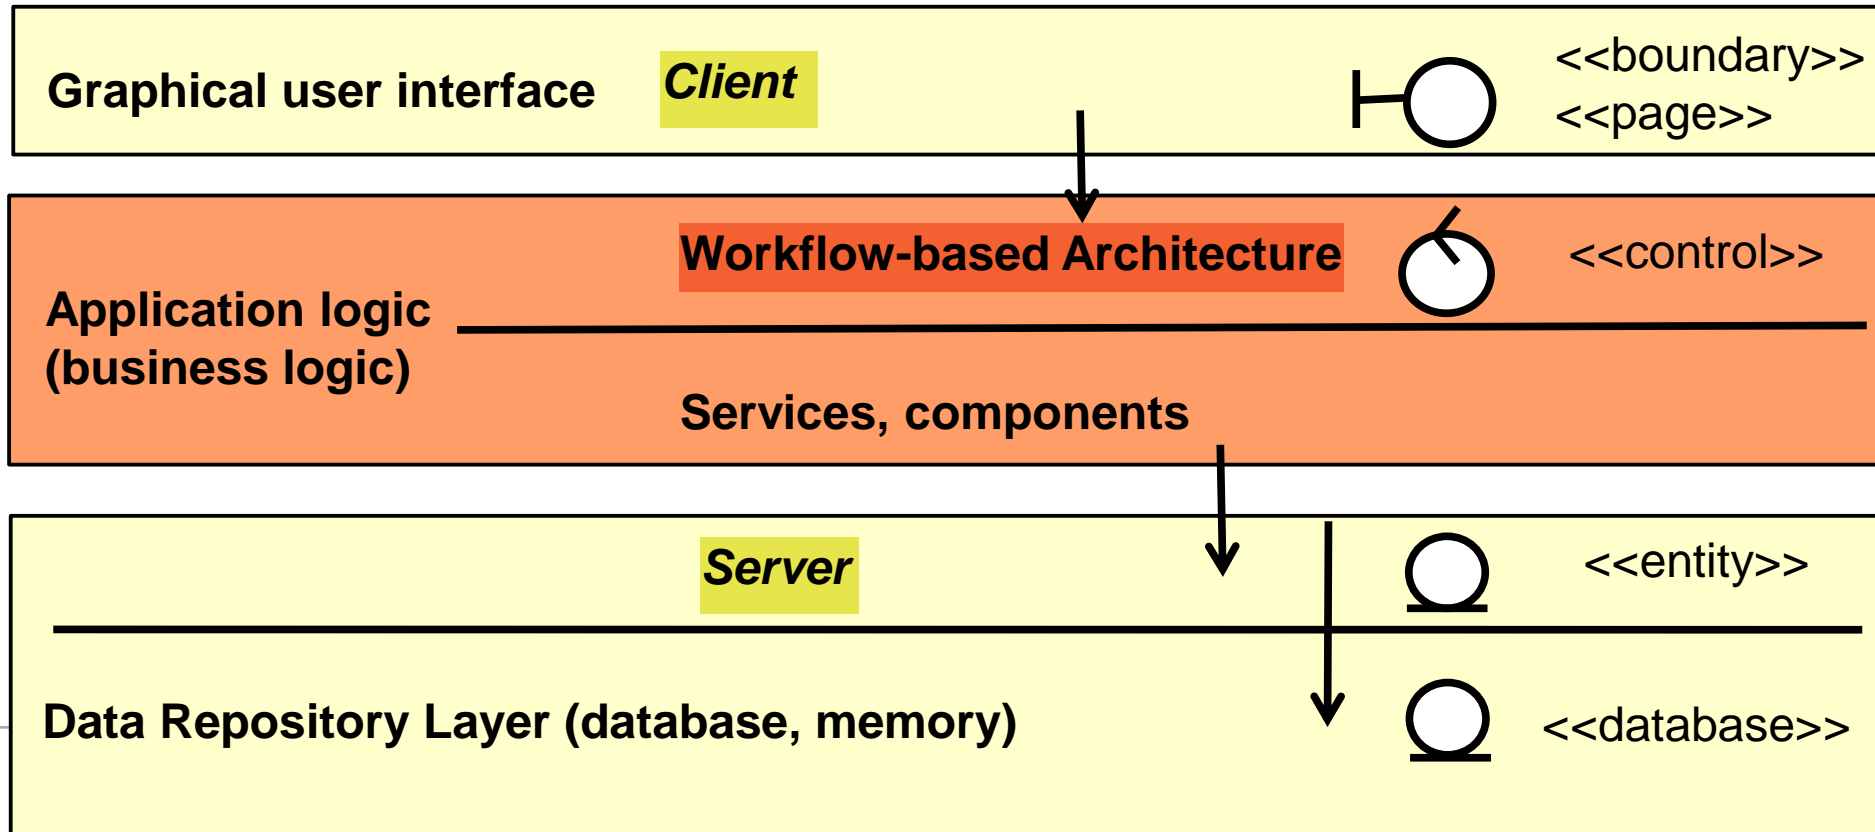 Graphical user interface
Client
<<boundary>>
<<page>>
Workflow-based Architecture
<<control>>
Application logic
(business logic)
Services, components
Server
<<entity>>
Data Repository Layer (database, memory)
<<database>>